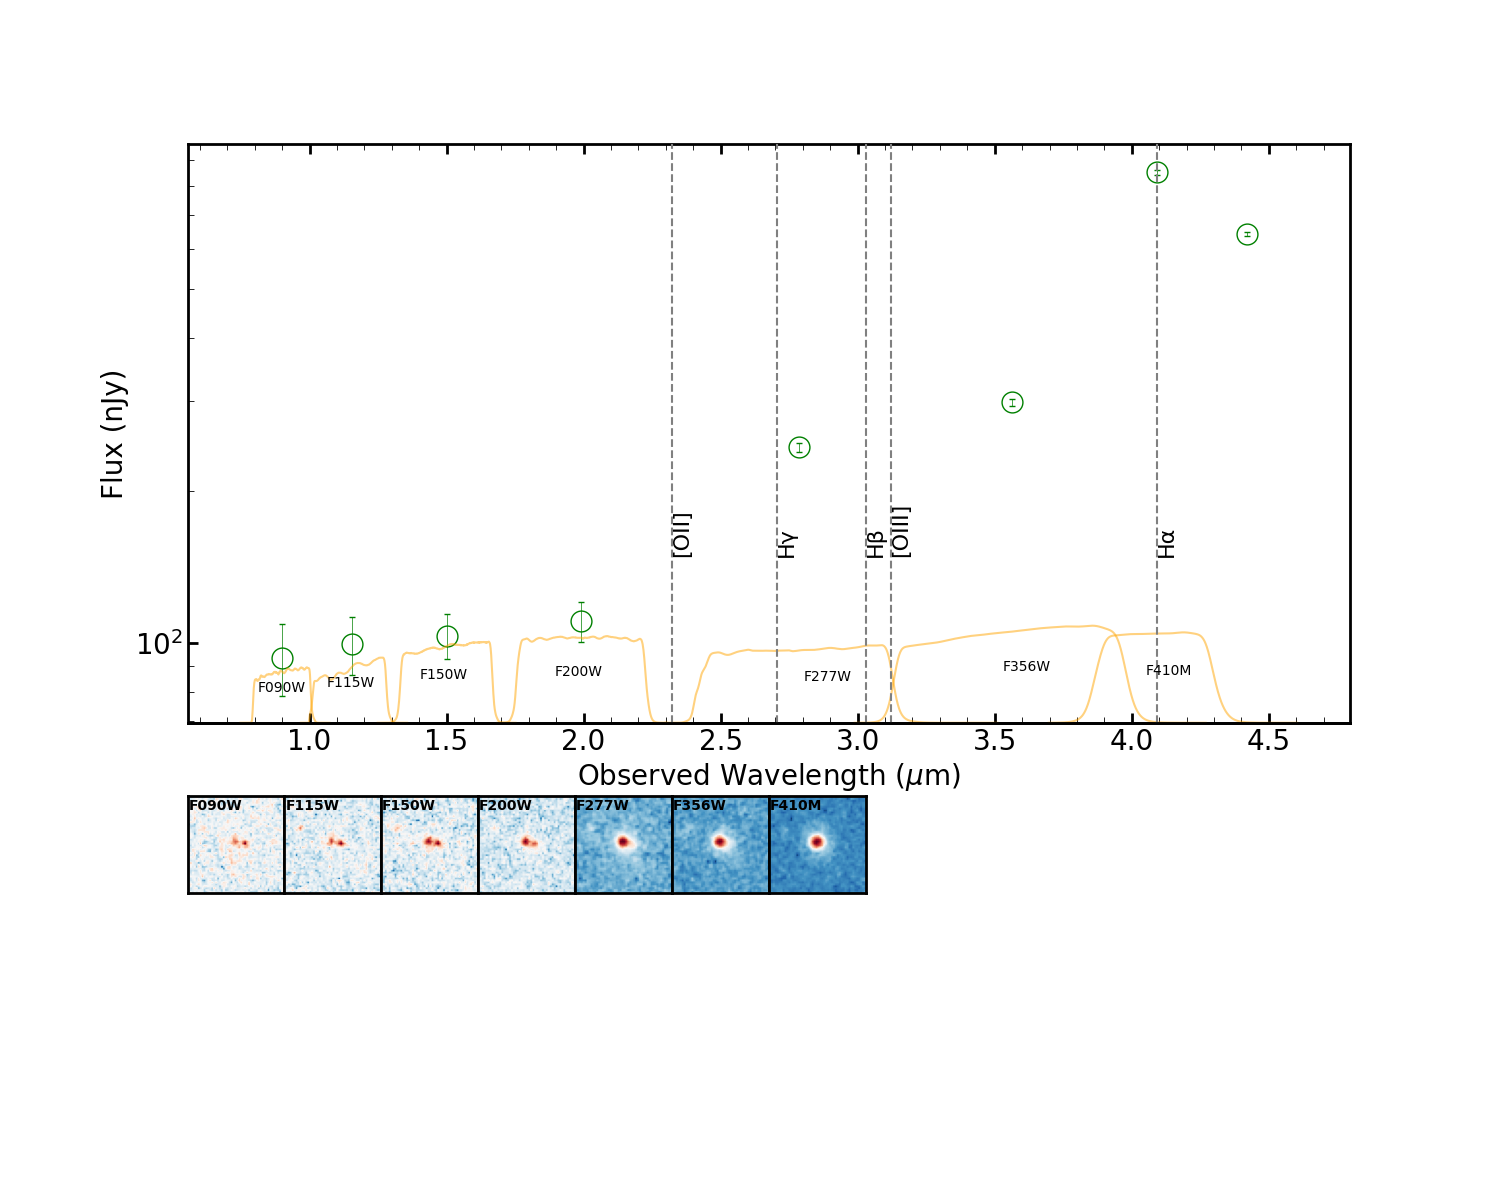 Flux (nJy)
10²
[OII]
Hγ
Hβ
[OIII]
Hα
F090W
F115W
F150W
F200W
F277W
F356W
F410M
1.0 1.5 2.0 2.5 3.0 3.5 4.0 4.5
Observed Wavelength (μm)
F090W F115W F150W F200W F277W F356W F410M